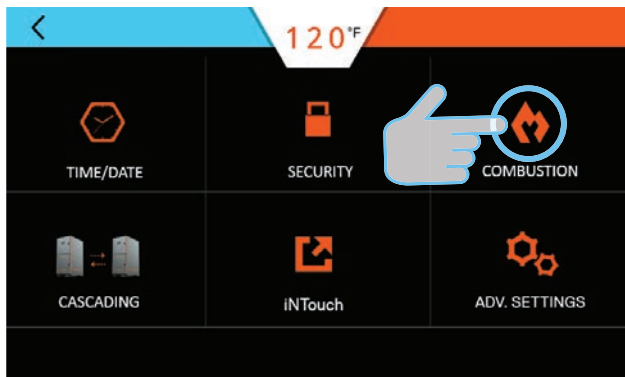 120°F
TIME/DATE
SECURITY
COMBUSTION
CASCADING
iNTouch
ADV. SETTINGS